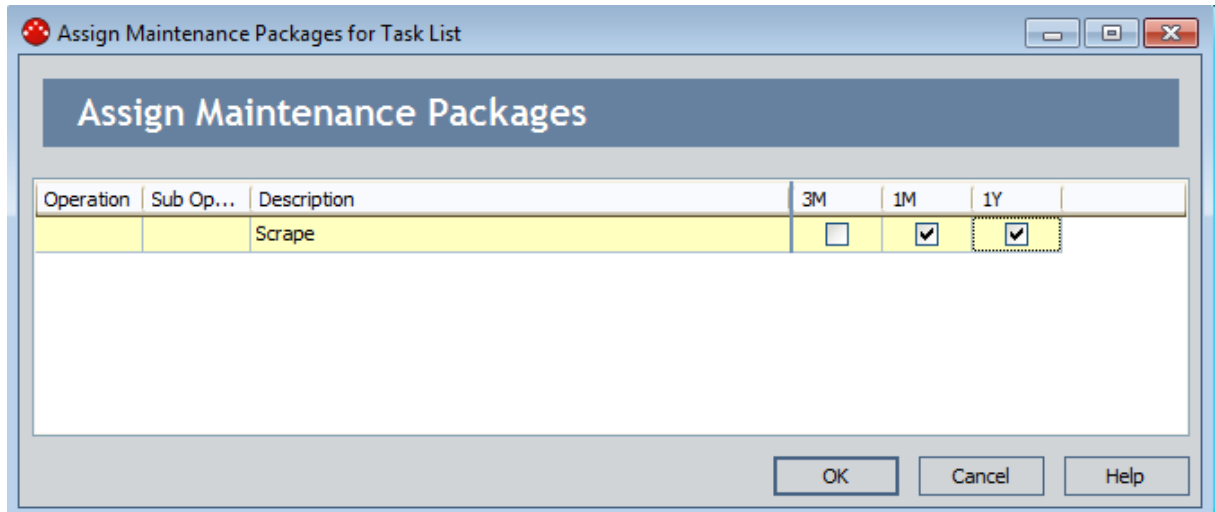 Assign Maintenance Packages for Task List
Assign Maintenance Packages
Operation Sub Op... Description 3M 1M 1Y
Scrape
OK Cancel Help